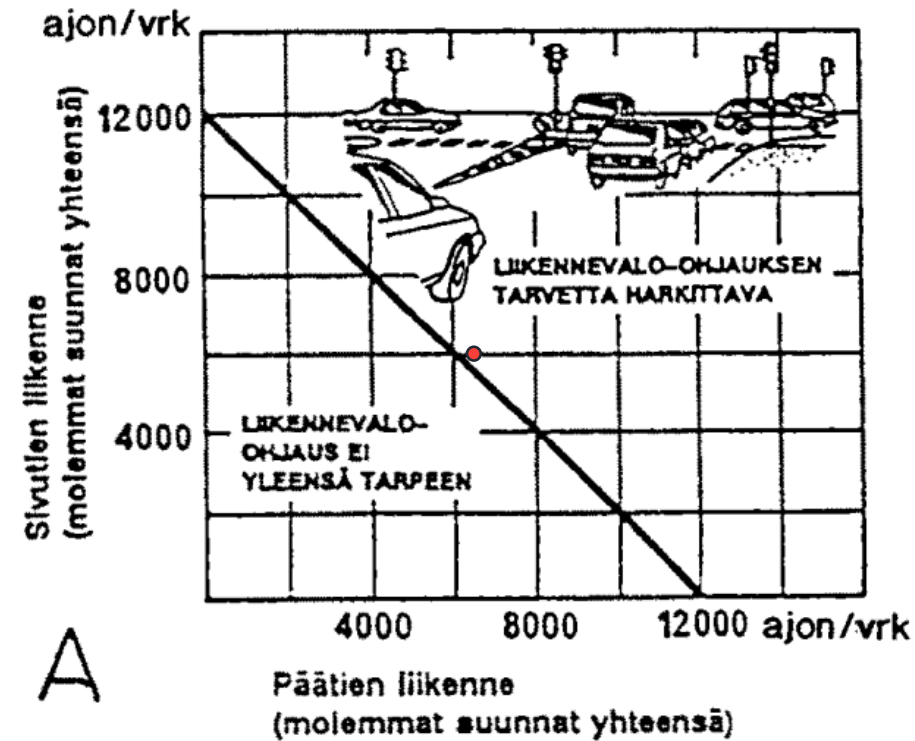 ajon/vrk
12000
8000
4000
Sivutien liikenne
(molemmat suunnat yhteensä)
LIIKENNEVALO-OHJAUKSEN
TARVETTA HARKITTAVA
LIIKENNEVALO-
OHJAUS EI
YLEENSÄ TARPEEN
4000 8000 12000 ajon/vrk
Päätien liikenne
(molemmat suunnat yhteensä)
A